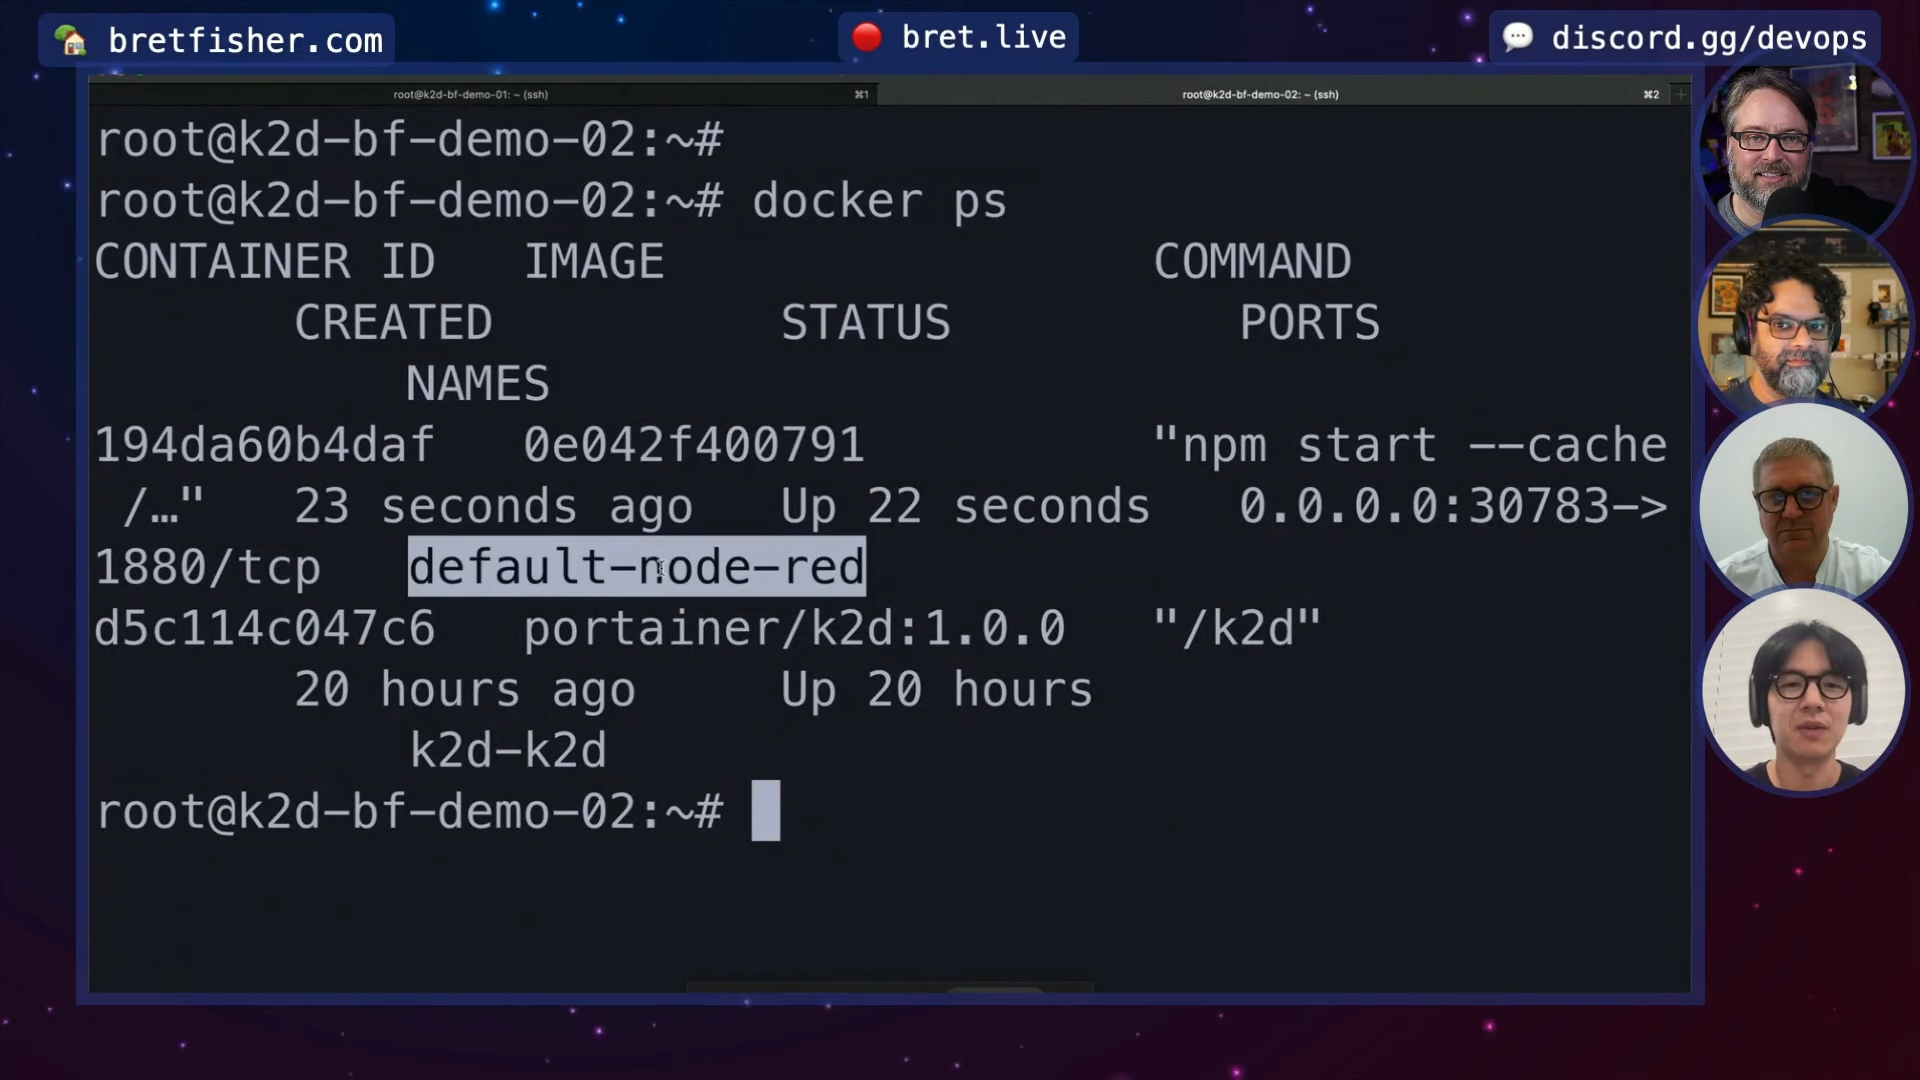 bretfisher.com
bret.live
discord.gg/devops
root@k2d-bf-demo-01: ~ (ssh)
⌘1
root@k2d-bf-demo-02: ~ (ssh)
⌘2
root@k2d-bf-demo-02:~#
root@k2d-bf-demo-02:~# docker ps
CONTAINER ID   IMAGE   COMMAND
CREATED   STATUS   PORTS
NAMES
194da60b4daf   0e042f400791   "npm start --cache
/…"   23 seconds ago   Up 22 seconds   0.0.0.0:30783->
1880/tcp   default-node-red
d5c114c047c6   portainer/k2d:1.0.0   "/k2d"
20 hours ago   Up 20 hours
k2d-k2d
root@k2d-bf-demo-02:~#